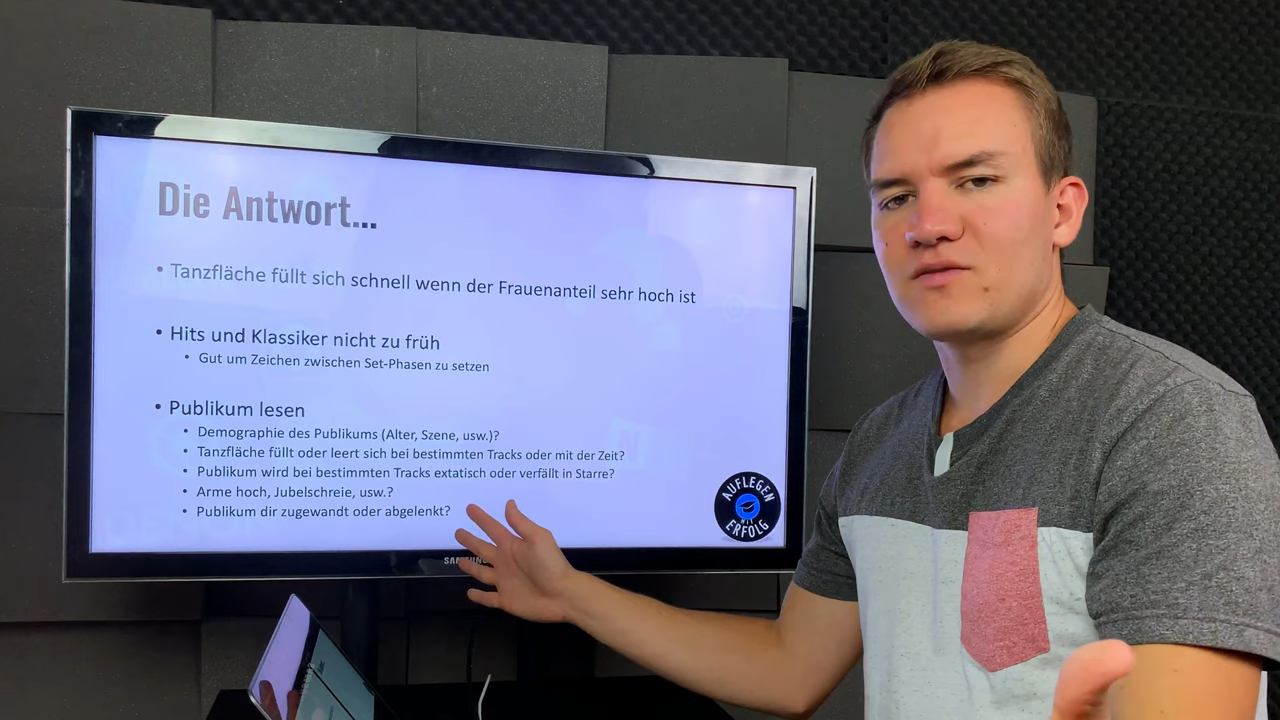 Die Antwort...
• Tanzfläche füllt sich schnell wenn der Frauenanteil sehr hoch ist
• Hits und Klassiker nicht zu früh
• Gut um Zeichen zwischen Set-Phasen zu setzen
• Publikum lesen
• Demographie des Publikums (Alter, Szene, usw.)?
• Tanzfläche füllt oder leert sich bei bestimmten Tracks oder mit der Zeit?
• Publikum wird bei bestimmten Tracks extatisch oder verfällt in Starre?
• Arme hoch, Jubelschreie, usw.?
• Publikum dir zugewandt oder abgelenkt?
AUFLEGEN
MIT
ERFOLG
SAMSUNG